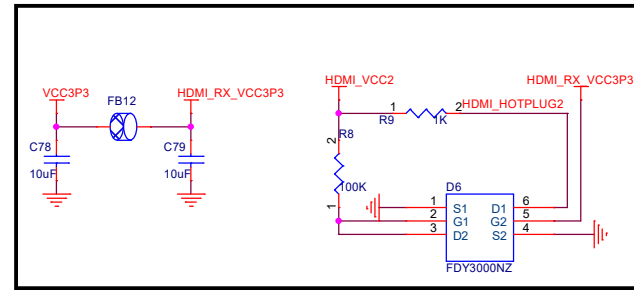 VCC3P3
FB12
HDMI_RX_VCC3P3
C78
10uF
C79
10uF
HDMI_VCC2
HDMI_RX_VCC3P3
1
2
HDMI_HOTPLUG2
R9
1K
2
R8
100K
1
D6
1
S1
D1
6
2
G1
G2
5
3
D2
S2
4
FDY3000NZ